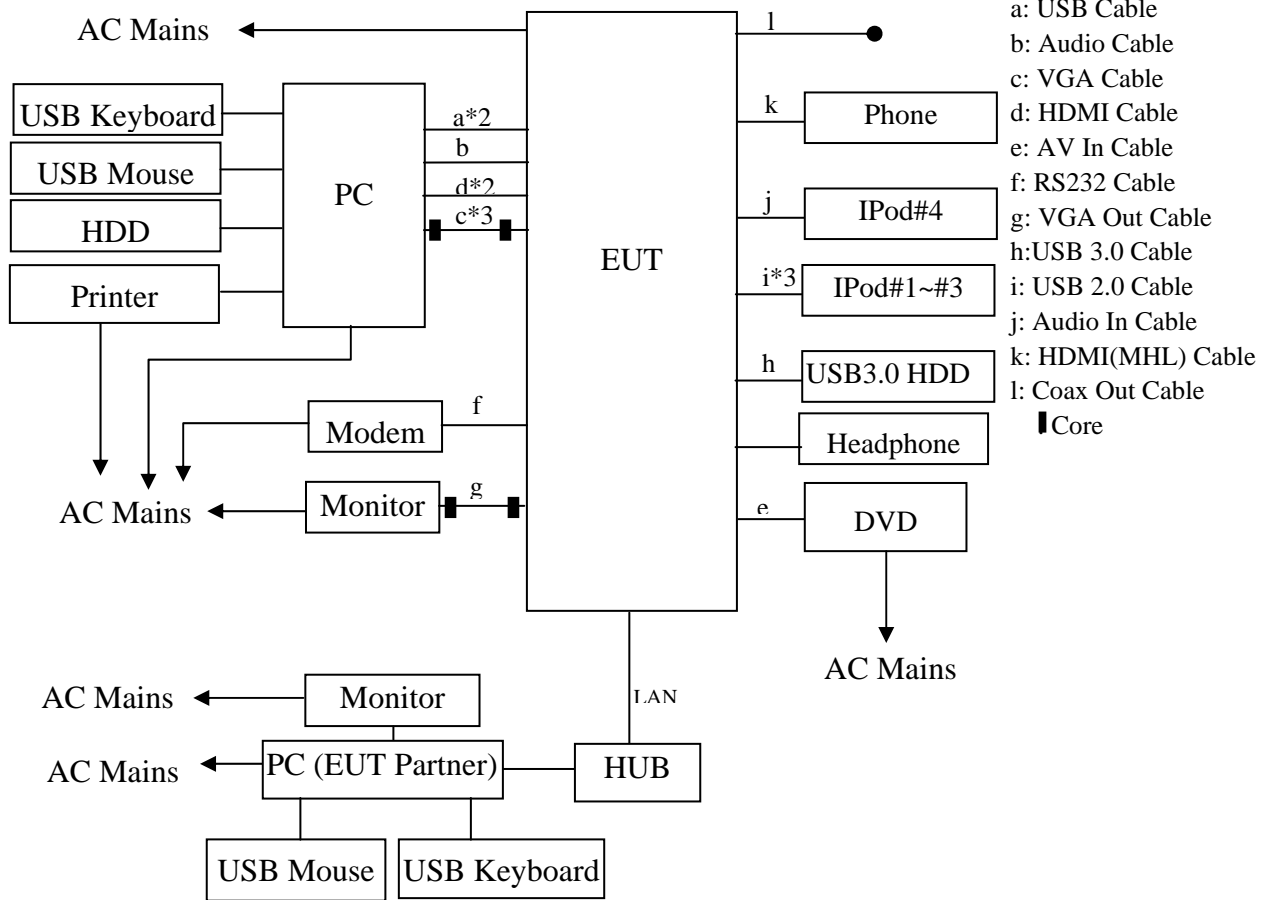 AC Mains
USB Keyboard
USB Mouse
HDD
Printer
PC
a*2
b
d*2
c*3
EUT
l
k
Phone
j
IPod#4
i*3
IPod#1~#3
h
USB3.0 HDD
Headphone
e
DVD
AC Mains
f
Modem
g
Monitor
AC Mains
LAN
AC Mains
Monitor
AC Mains
PC (EUT Partner)
HUB
USB Mouse
USB Keyboard
a: USB Cable
b: Audio Cable
c: VGA Cable
d: HDMI Cable
e: AV In Cable
f: RS232 Cable
g: VGA Out Cable
h:USB 3.0 Cable
i: USB 2.0 Cable
j: Audio In Cable
k: HDMI(MHL) Cable
l: Coax Out Cable
Core